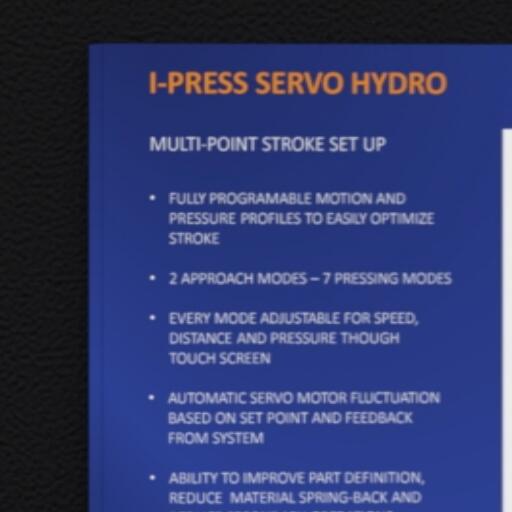 I-PRESS SERVO HYDRO
MULTI-POINT STROKE SET UP
• FULLY PROGRAMABLE MOTION AND
PRESSURE PROFILES TO EASILY OPTIMIZE
STROKE
• 2 APPROACH MODES – 7 PRESSING MODES
• EVERY MODE ADJUSTABLE FOR SPEED,
DISTANCE AND PRESSURE THOUGH
TOUCH SCREEN
• AUTOMATIC SERVO MOTOR FLUCTUATION
BASED ON SET POINT AND FEEDBACK
FROM SYSTEM
• ABILITY TO IMPROVE PART DEFINITION,
REDUCE MATERIAL SPRING-BACK AND